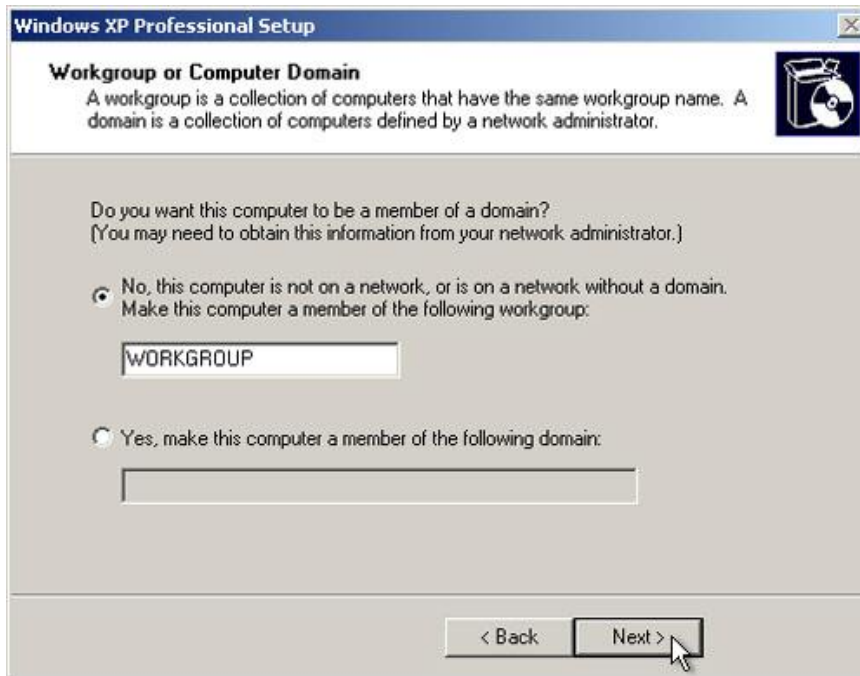 Windows XP Professional Setup
Workgroup or Computer Domain
A workgroup is a collection of computers that have the same workgroup name. A
domain is a collection of computers defined by a network administrator.
Do you want this computer to be a member of a domain?
(You may need to obtain this information from your network administrator.)
No, this computer is not on a network, or is on a network without a domain.
Make this computer a member of the following workgroup:
WORKGROUP
Yes, make this computer a member of the following domain:
< Back Next >